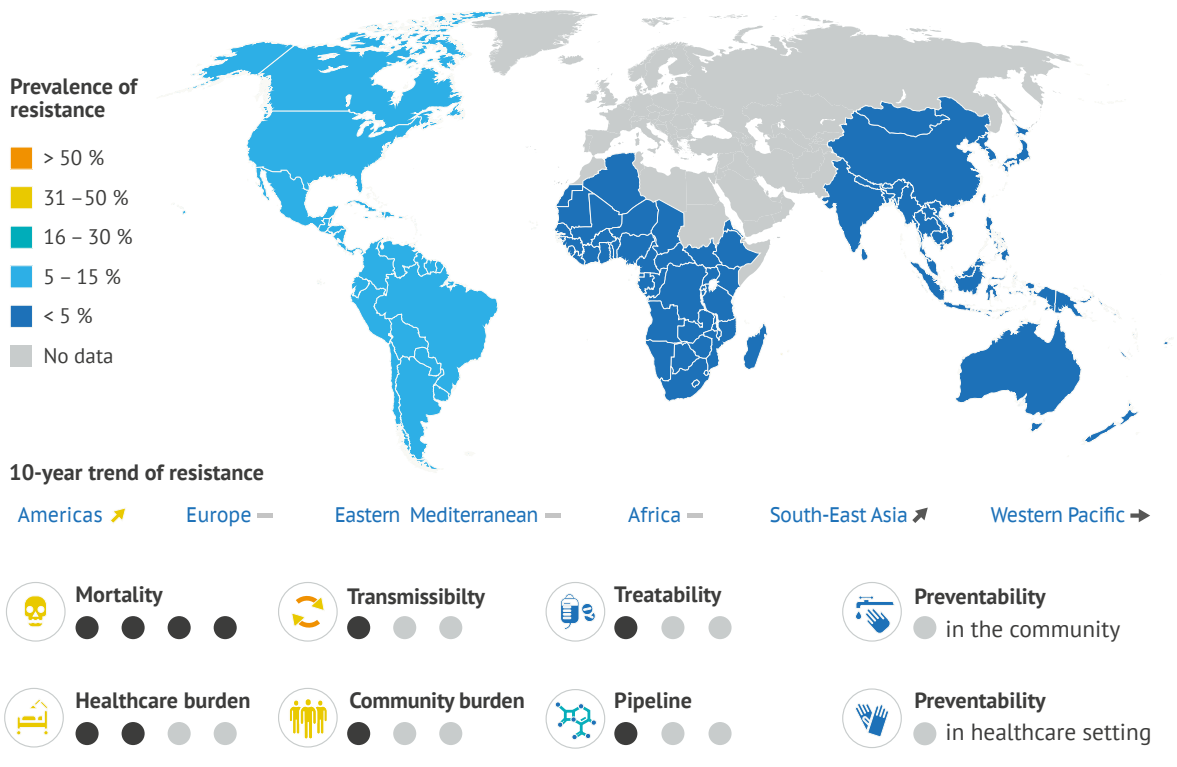 Prevalence of
resistance
> 50 %
31 –50 %
16 – 30 %
5 – 15 %
< 5 %
No data
10-year trend of resistance
Americas
Europe
Eastern Mediterranean
Africa
South-East Asia
Western Pacific
Mortality
Transmissibilty
Treatability
Preventability
in the community
Healthcare burden
Community burden
Pipeline
Preventability
in healthcare setting